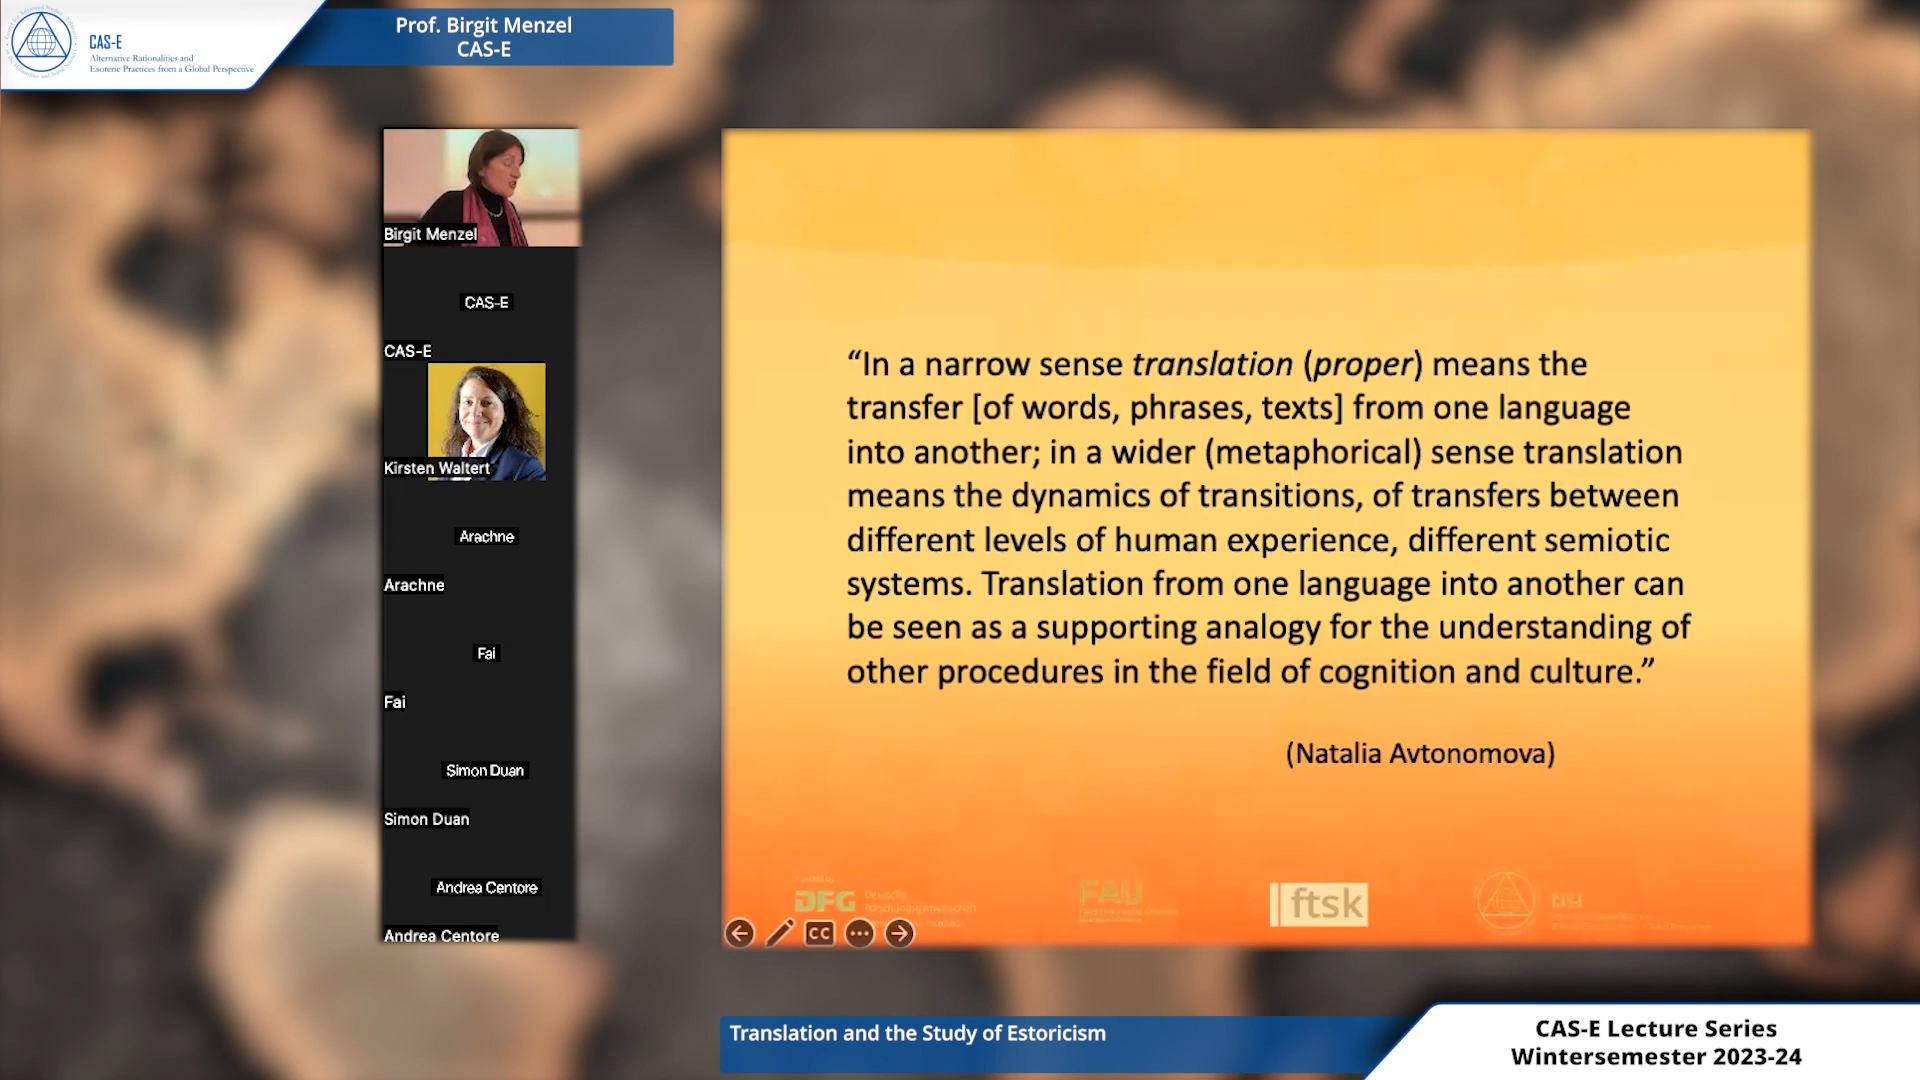 CAS-E
Alternative Rationalities and
Esoteric Practices from a Global Perspective
Prof. Birgit Menzel
CAS-E
Birgit Menzel
CAS-E
CAS-E
Kirsten Waltert
Arachne
Arachne
Fai
Fai
Simon Duan
Simon Duan
Andrea Centore
Andrea Centore
“In a narrow sense translation (proper) means the
transfer [of words, phrases, texts] from one language
into another; in a wider (metaphorical) sense translation
means the dynamics of transitions, of transfers between
different levels of human experience, different semiotic
systems. Translation from one language into another can
be seen as a supporting analogy for the understanding of
other procedures in the field of cognition and culture.”
(Natalia Avtonomova)
DFG
Deutsche
Forschungsgemeinschaft
FAU
ftsk
CAS-E
CC
Translation and the Study of Estoricism
CAS-E Lecture Series
Wintersemester 2023-24